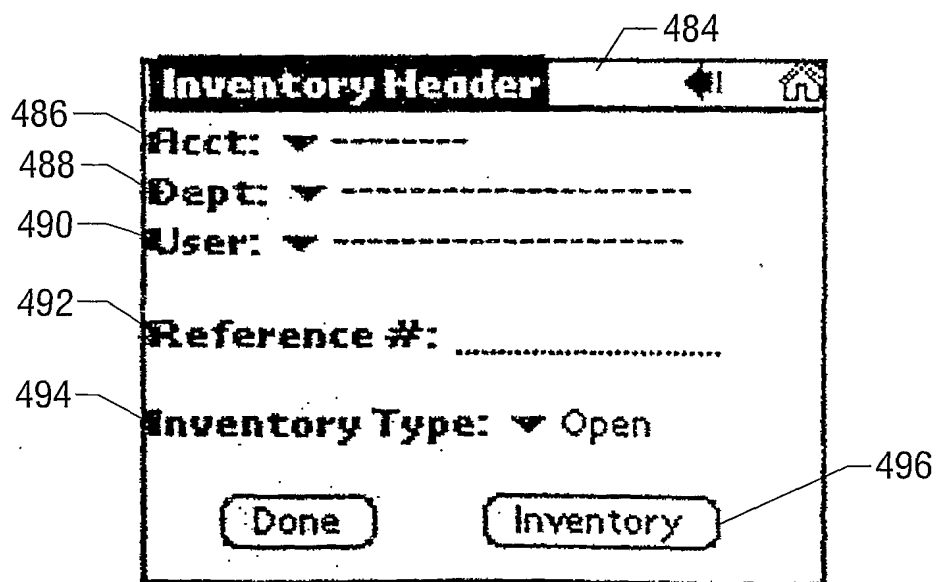 484
Inventory Header
486
Acct:
488
Dept:
490
User:
492
Reference #:
494
Inventory Type: Open
496
Done Inventory